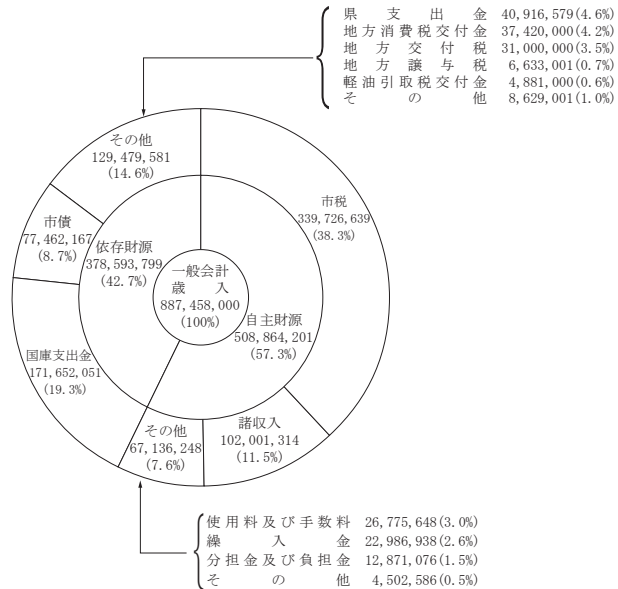 県支出金 40,916,579(4.6%)
地方消費税交付金 37,420,000(4.2%)
地方交付税 31,000,000(3.5%)
地方譲与税 6,633,001(0.7%)
軽油引取税交付金 4,881,000(0.6%)
その他 8,629,001(1.0%)
その他
129,479,581
(14.6%)
市税
339,726,639
(38.3%)
市債
77,462,167
(8.7%)
依存財源
378,593,799
(42.7%)
一般会計
歳入
887,458,000
(100%)
自主財源
508,864,201
(57.3%)
国庫支出金
171,652,051
(19.3%)
その他
67,136,248
(7.6%)
諸収入
102,001,314
(11.5%)
使用料及び手数料 26,775,648(3.0%)
繰入金 22,986,938(2.6%)
分担金及び負担金 12,871,076(1.5%)
その他 4,502,586(0.5%)